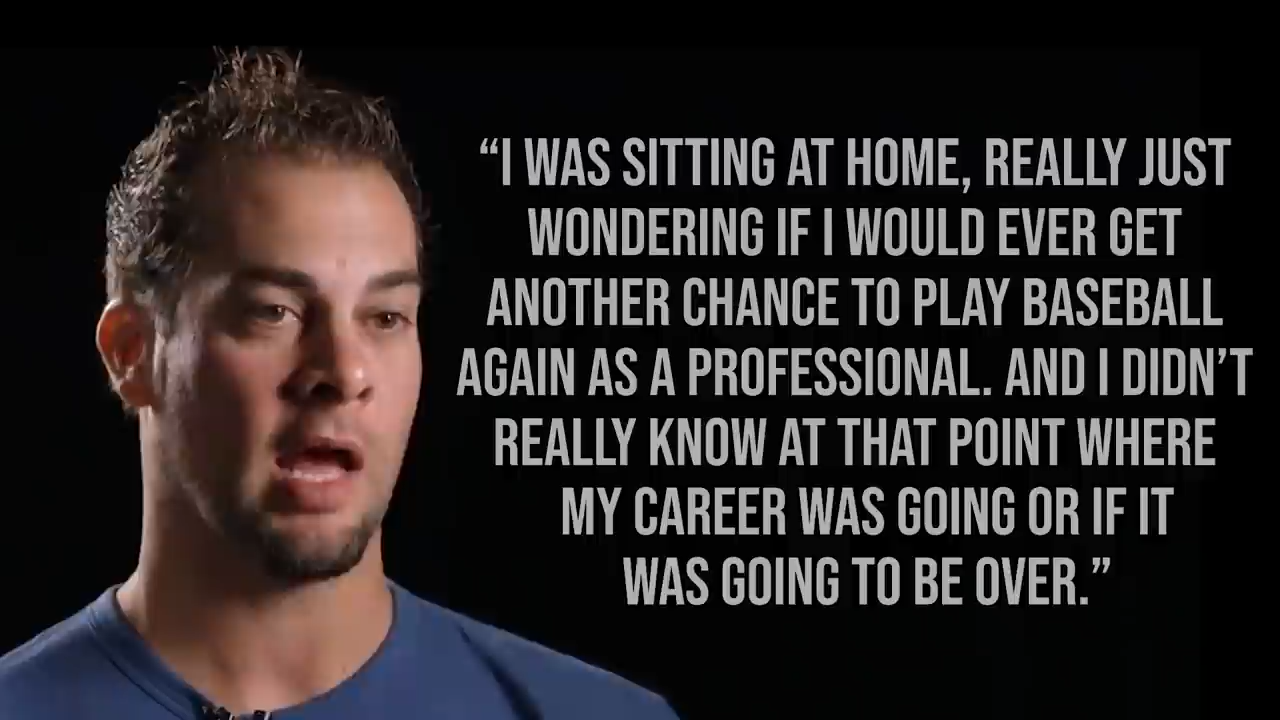 “I WAS SITTING AT HOME, REALLY JUST
WONDERING IF I WOULD EVER GET
ANOTHER CHANCE TO PLAY BASEBALL
AGAIN AS A PROFESSIONAL. AND I DIDN’T
REALLY KNOW AT THAT POINT WHERE
MY CAREER WAS GOING OR IF IT
WAS GOING TO BE OVER.”